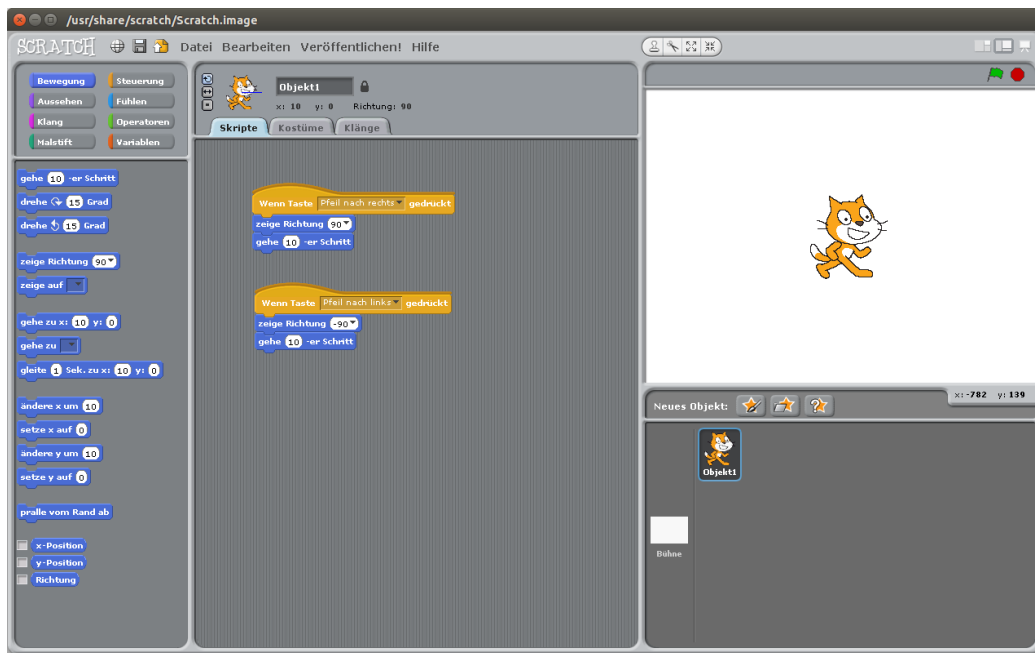 /usr/share/scratch/Scratch.image
SCRATCH Datei Bearbeiten Veröffentlichen! Hilfe
Bewegung Steuerung
Aussehen Fühlen
Klang Operatoren
Malstift Variablen
gehe 10 -er Schritt
drehe 15 Grad
drehe 15 Grad
zeige Richtung 90
zeige auf
gehe zu x: 10 y: 0
gehe zu
gleite 1 Sek. zu x: 10 y: 0
ändere x um 10
setze x auf 0
ändere y um 10
setze y auf 0
pralle vom Rand ab
x-Position
y-Position
Richtung
Objekt1
x: 10 y: 0 Richtung: 90
Skripte Kostüme Klänge
Wenn Taste Pfeil nach rechts gedrückt
zeige Richtung 90
gehe 10 -er Schritt
Wenn Taste Pfeil nach links gedrückt
zeige Richtung -90
gehe 10 -er Schritt
x: -782 y: 139
Neues Objekt:
Objekt1
Bühne